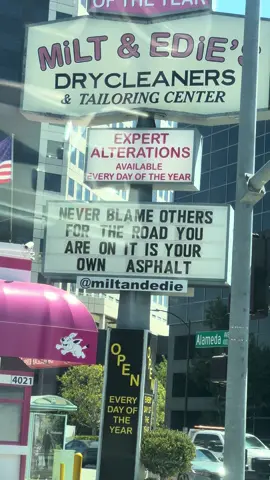 OF THE YEAR
MiLT & EDiE'S
DRYCLEANERS
& TAILORING CENTER
EXPERT
ALTERATIONS
AVAILABLE
EVERY DAY OF THE YEAR
NEVER BLAME OTHERS
FOR THE ROAD YOU
ARE ON IT IS YOUR
OWN ASPHALT
@miltandedie
4021
Alameda
OPEN
EVERY
DAY OF
THE
YEAR